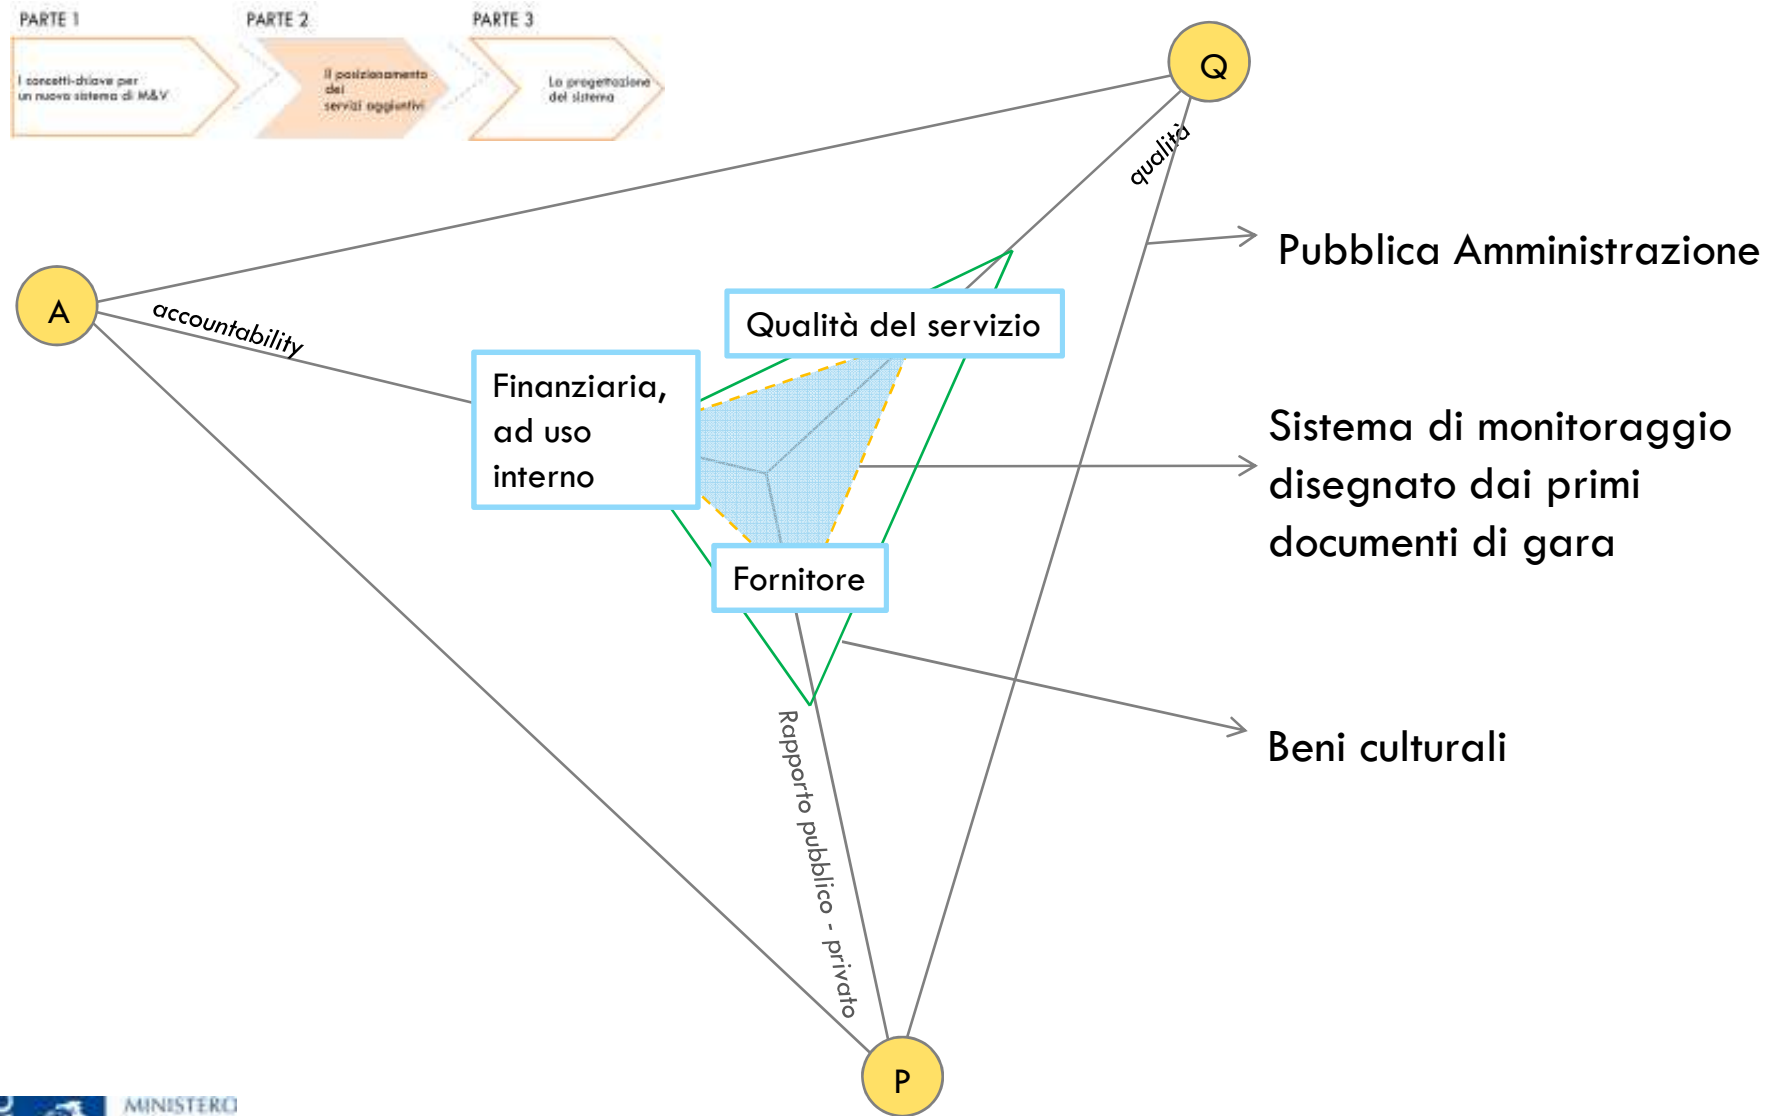 PARTE 1
PARTE 2
PARTE 3
I concetti-chiave per
un nuovo sistema di M&V
Il posizionamento
dei
servizi aggiuntivi
La progettazione
del sistema
Q
qualità
Pubblica Amministrazione
A
accountability
Qualità del servizio
Finanziaria,
ad uso
interno
Sistema di monitoraggio
disegnato dai primi
documenti di gara
Fornitore
Rapporto pubblico - privato
Beni culturali
P
MINISTERO